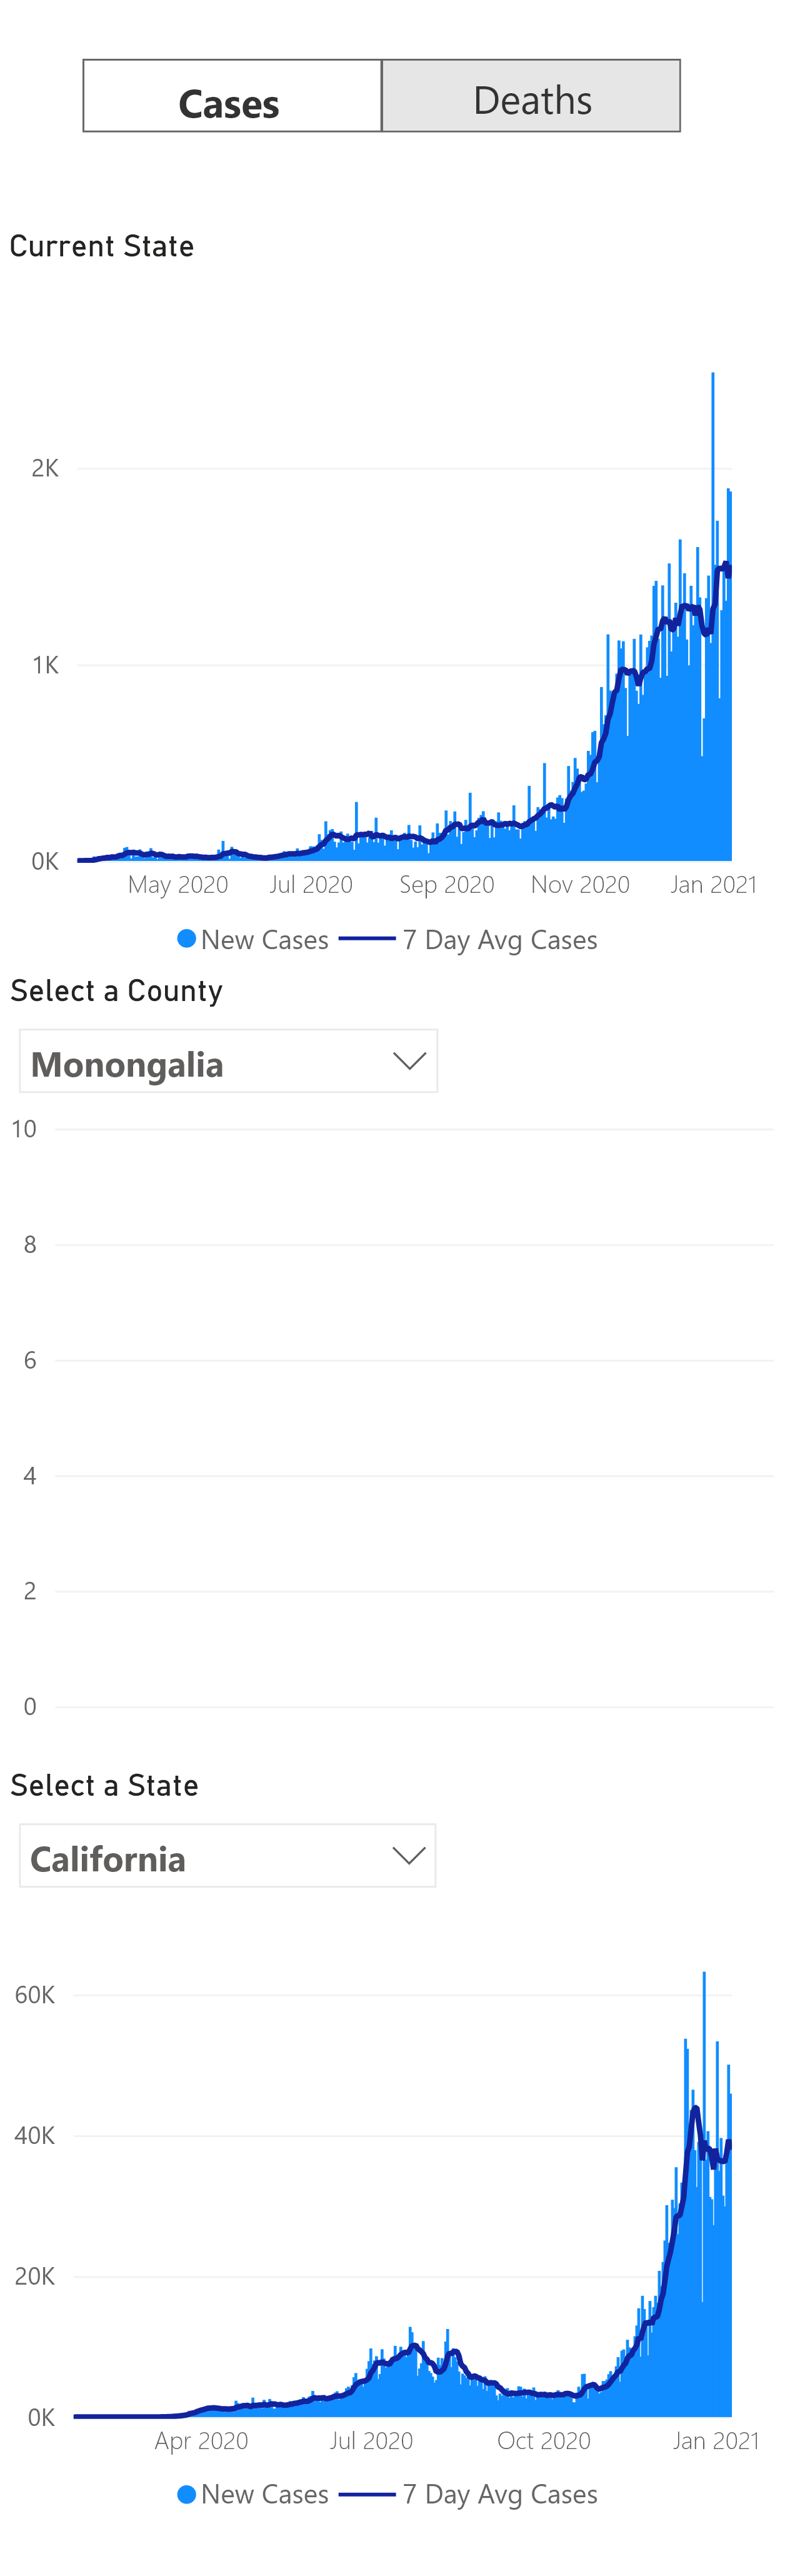 Cases Deaths
Current State
2K
1K
0K
May 2020 Jul 2020 Sep 2020 Nov 2020 Jan 2021
New Cases 7 Day Avg Cases
Select a County
Monongalia
10
8
6
4
2
0
Select a State
California
60K
40K
20K
0K
Apr 2020 Jul 2020 Oct 2020 Jan 2021
New Cases 7 Day Avg Cases